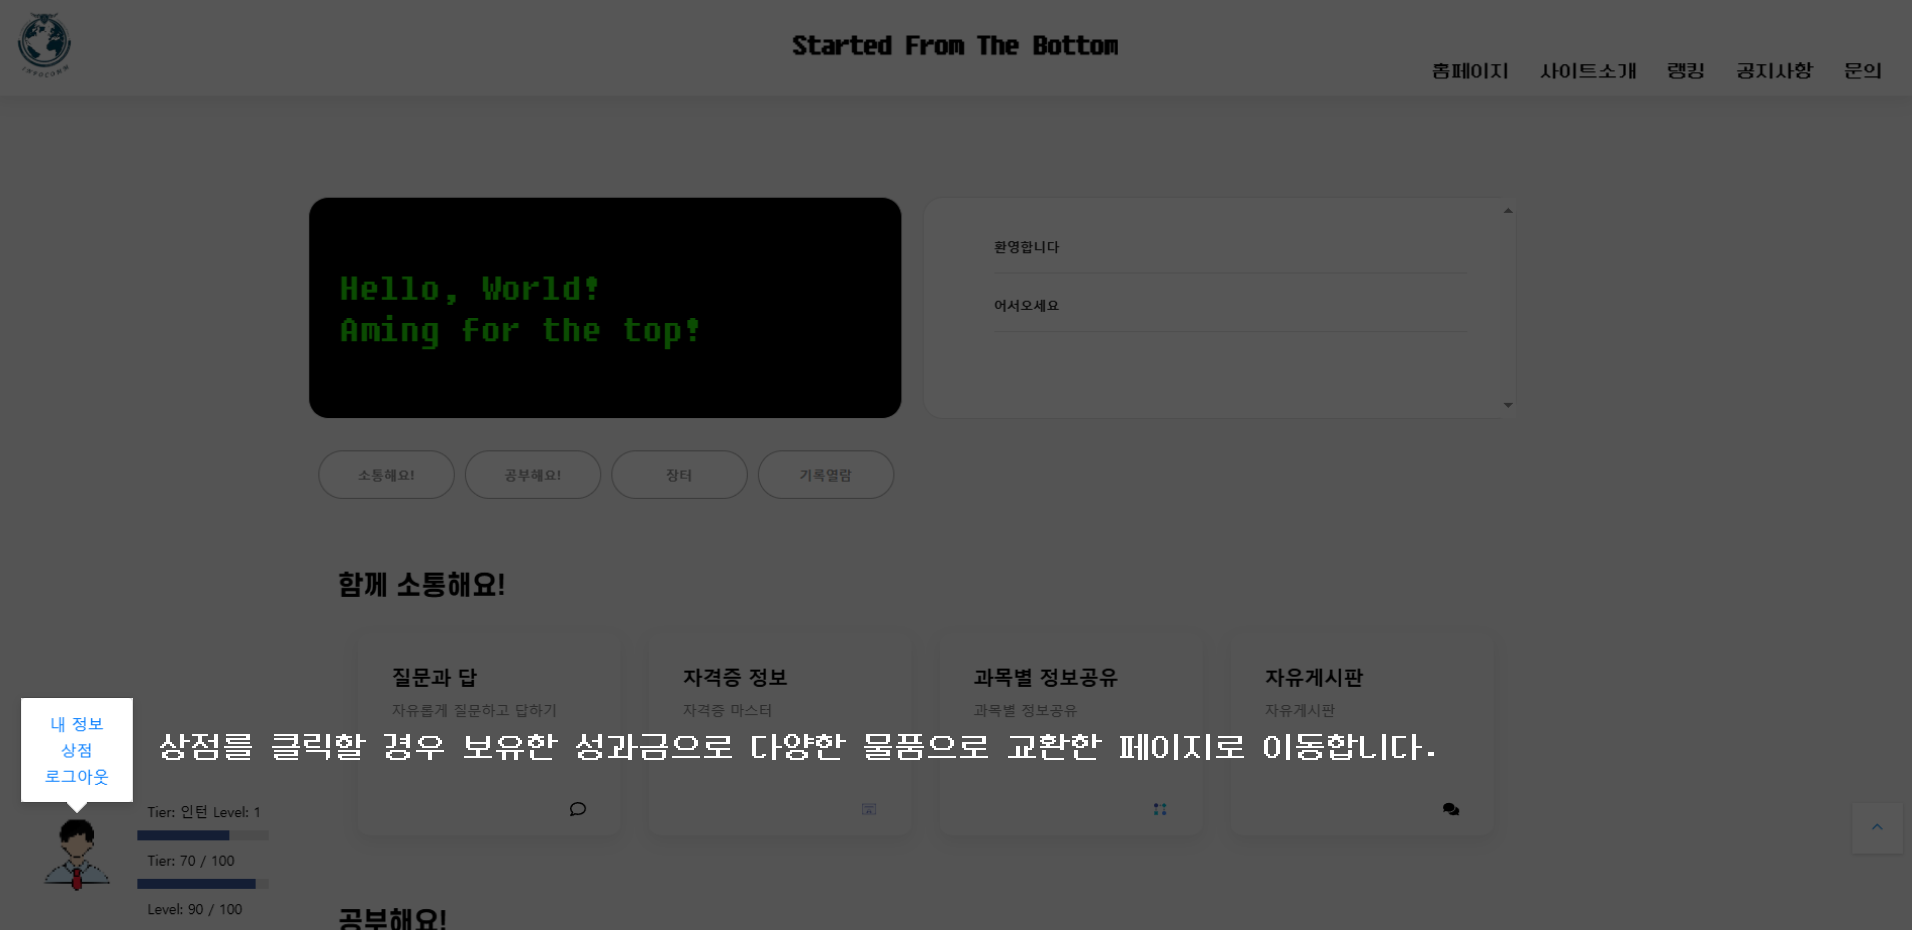 INVOCOMM
Started From The Bottom
홈페이지 사이트소개 랭킹 공지사항 문의
Hello, World!
Aming for the top!
환영합니다
어서오세요
소통해요! 공부해요! 장터 기록열람
함께 소통해요!
질문과 답
자유롭게 질문하고 답하기
자격증 정보
자격증 마스터
과목별 정보공유
과목별 정보공유
자유게시판
자유게시판
내 정보
상점
로그아웃
상점를 클릭할 경우 보유한 성과금으로 다양한 물품으로 교환한 페이지로 이동합니다.
Tier: 인턴 Level: 1
Tier: 70 / 100
Level: 90 / 100
공부해요!